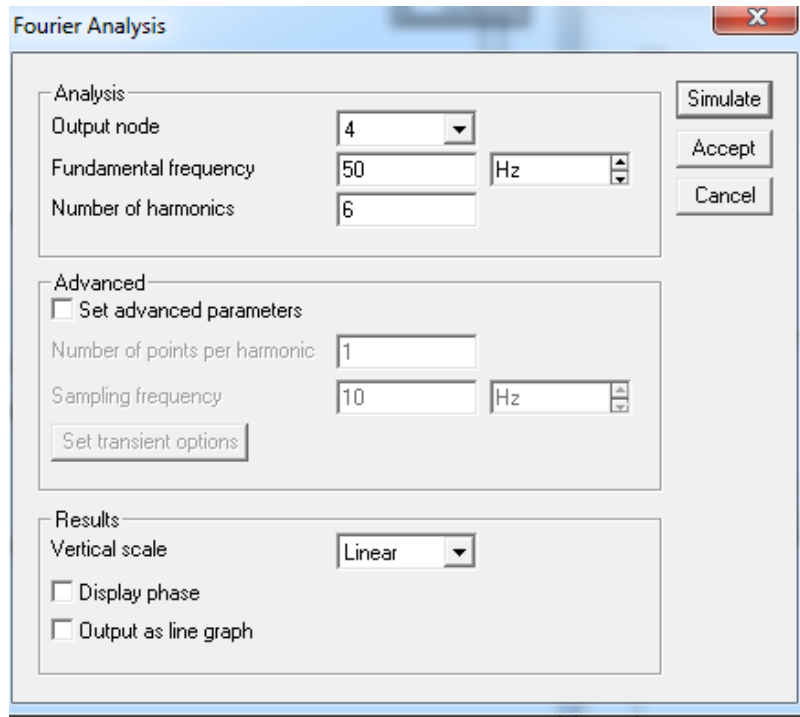 Fourier Analysis
Analysis
Output node 4
Fundamental frequency 50 Hz
Number of harmonics 6
Simulate
Accept
Cancel
Advanced
Set advanced parameters
Number of points per harmonic 1
Sampling frequency 10 Hz
Set transient options
Results
Vertical scale Linear
Display phase
Output as line graph